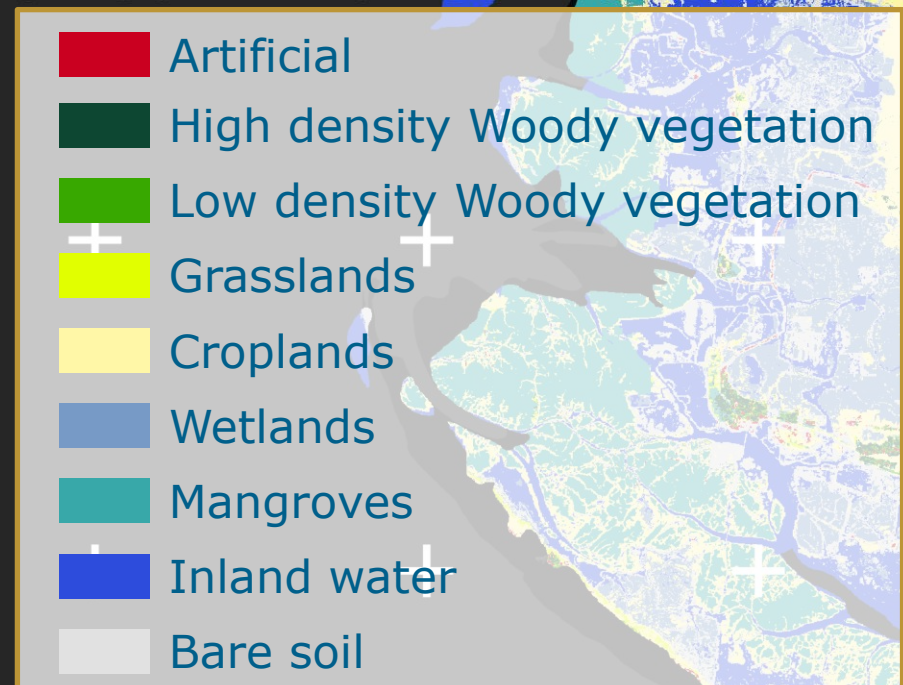 Artificial
High density Woody vegetation
Low density Woody vegetation
Grasslands
Croplands
Wetlands
Mangroves
Inland water
Bare soil